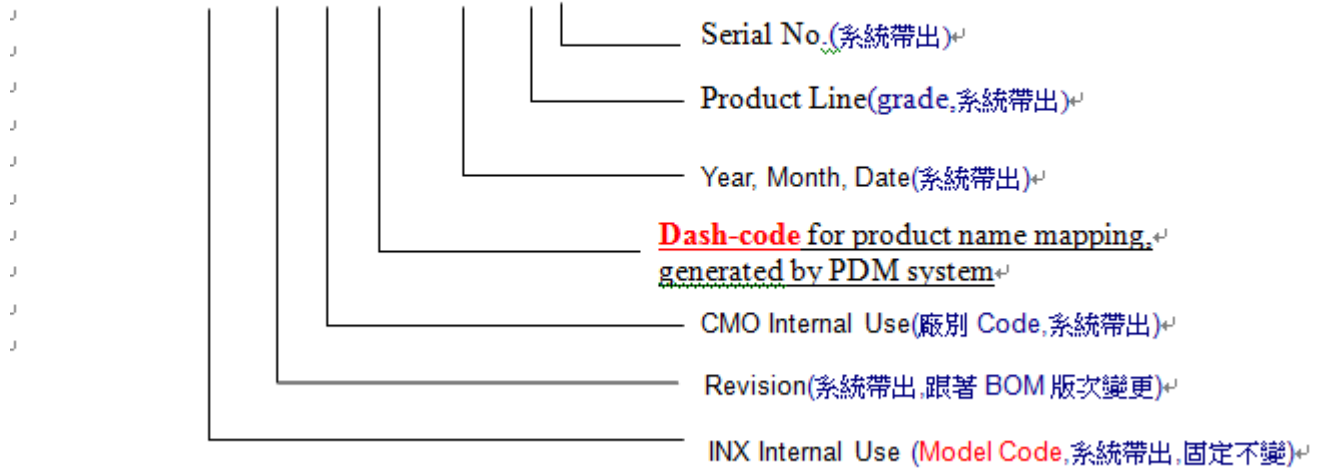 Serial No.(系統帶出)
Product Line(grade,系統帶出)
Year, Month, Date(系統帶出)
Dash-code for product name mapping,
generated by PDM system
CMO Internal Use(廠別 Code,系統帶出)
Revision(系統帶出,跟著 BOM 版次變更)
INX Internal Use (Model Code,系統帶出,固定不變)